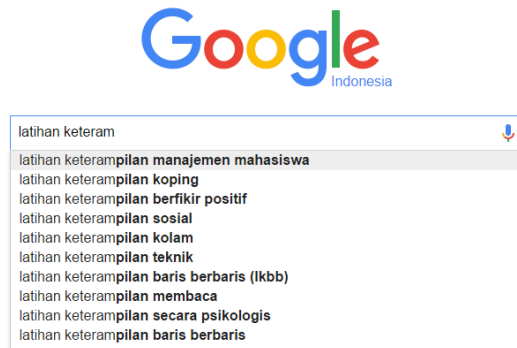 Google
Indonesia
latihan keteram
latihan keterampilan manajemen mahasiswa
latihan keterampilan koping
latihan keterampilan berfikir positif
latihan keterampilan sosial
latihan keterampilan kolam
latihan keterampilan teknik
latihan keterampilan baris berbaris (lkbb)
latihan keterampilan membaca
latihan keterampilan secara psikologis
latihan keterampilan baris berbaris